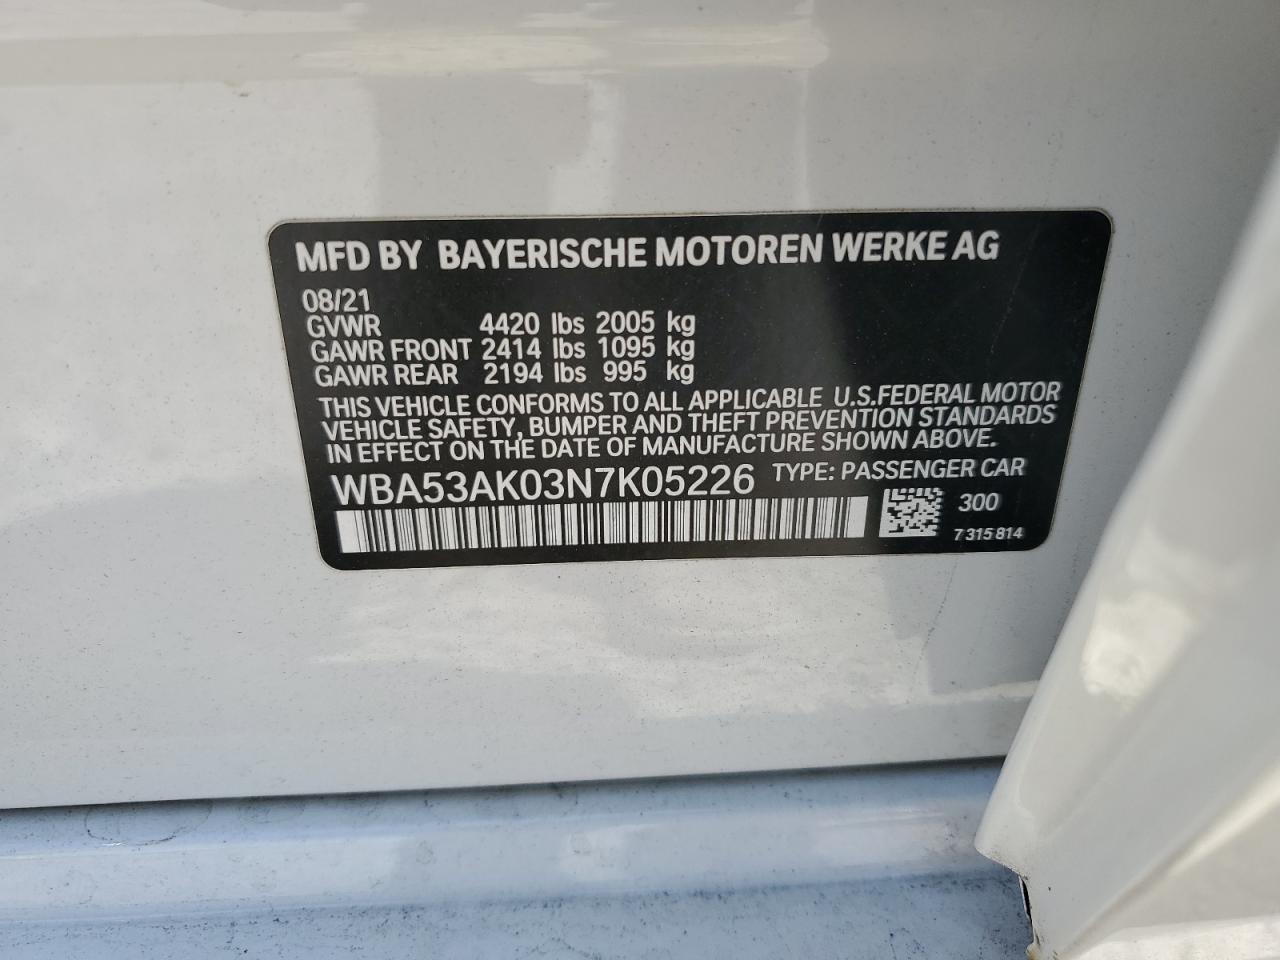 MFD BY BAYERISCHE MOTOREN WERKE AG
08/21
GVWR 4420 lbs 2005 kg
GAWR FRONT 2414 lbs 1095 kg
GAWR REAR 2194 lbs 995 kg
THIS VEHICLE CONFORMS TO ALL APPLICABLE U.S.FEDERAL MOTOR
VEHICLE SAFETY, BUMPER AND THEFT PREVENTION STANDARDS
IN EFFECT ON THE DATE OF MANUFACTURE SHOWN ABOVE.
WBA53AK03N7K05226 TYPE: PASSENGER CAR
300
7 315 814